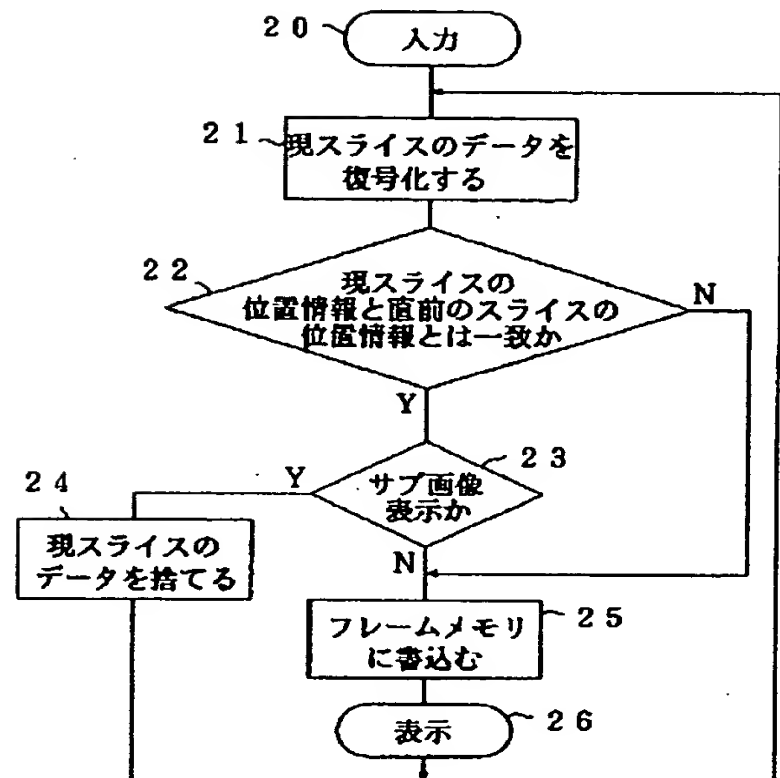 20
入力
21
現スライスのデータを
復号化する
22
現スライスの
位置情報と直前のスライスの
位置情報とは一致か
N
Y
23
サブ画像
表示か
Y
N
24
現スライスの
データを捨てる
25
フレームメモリ
に書込む
表示
26